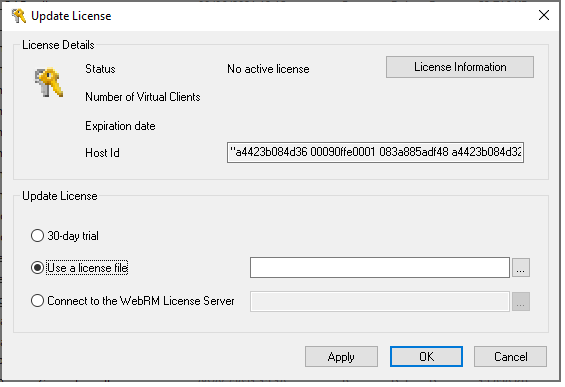 Update License
License Details
Status No active license License Information
Number of Virtual Clients
Expiration date
Host Id "a4423b084d36 00090ffe0001 083a885adf48 a4423b084d32
Update License
30-day trial
Use a license file ...
Connect to the WebRM License Server ...
Apply OK Cancel